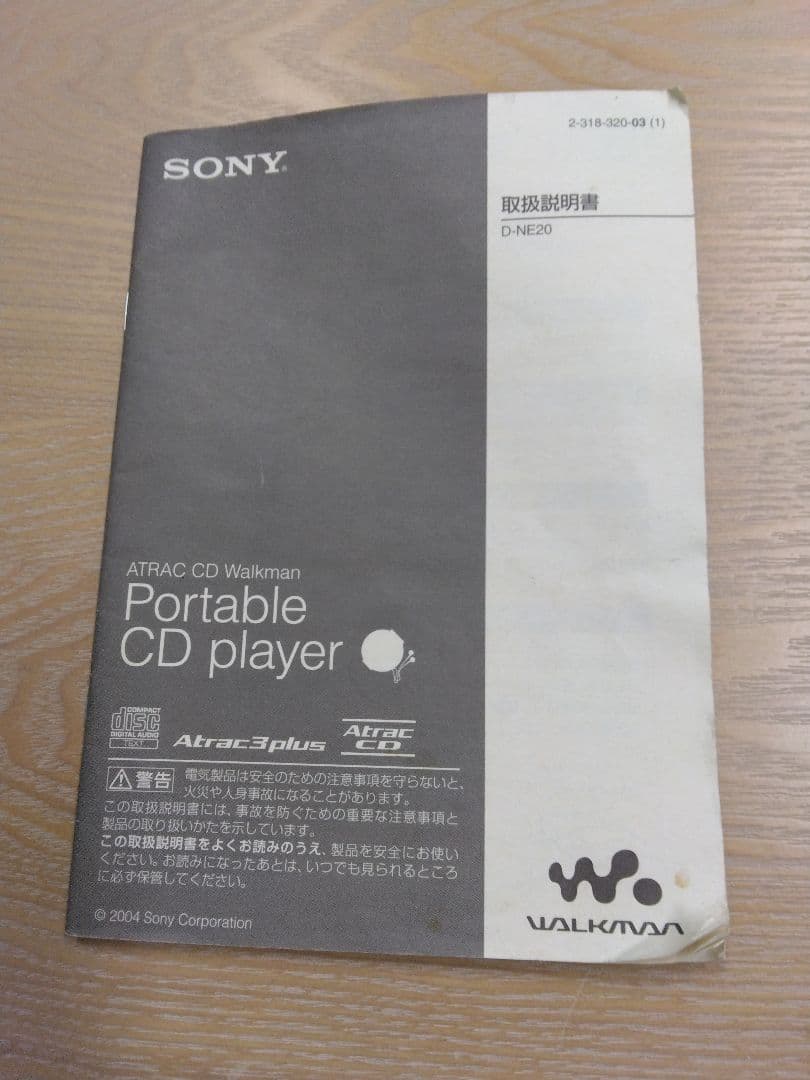 SONY®
2-318-320-03 (1)
取扱説明書
D-NE20
ATRAC CD Walkman
Portable
CD player
COMPACT
disc
DIGITAL AUDIO
TEXT
Atrac3plus
Atrac
CD
警告
電気製品は安全のための注意事項を守らないと、
火災や人身事故になることがあります。
この取扱説明書には、事故を防ぐための重要な注意事項と
製品の取り扱いかたを示しています。
この取扱説明書をよくお読みのうえ、製品を安全にお使い
ください。お読みになったあとは、いつでも見られるところ
に必ず保管してください。
© 2004 Sony Corporation
WALKMAN